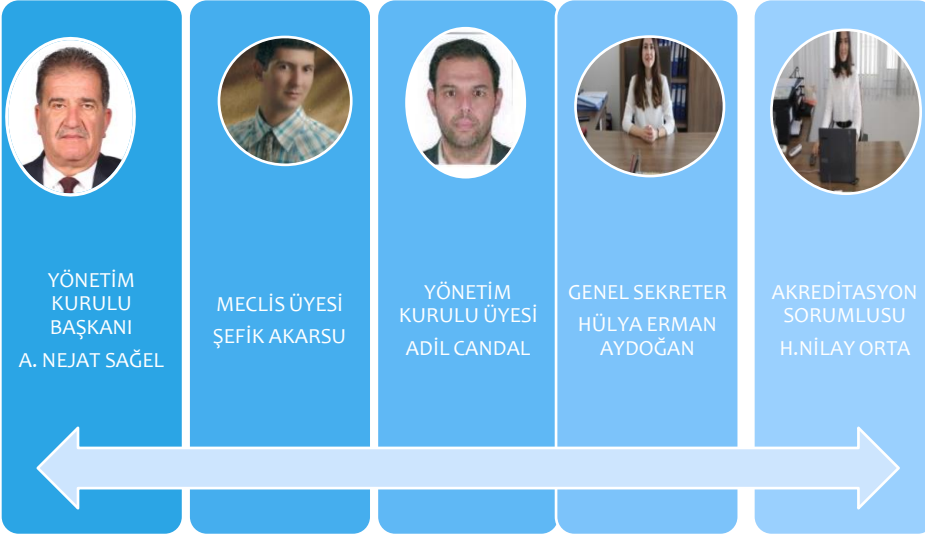 YÖNETİM
KURULU
BAŞKANI
A. NEJAT SAĞEL
MECLİS ÜYESİ
ŞEFİK AKARSU
YÖNETİM
KURULU ÜYESİ
ADİL CANDAL
GENEL SEKRETER
HÜLYA ERMAN
AYDOĞAN
AKREDİTASYON
SORUMLUSU
H.NİLAY ORTA